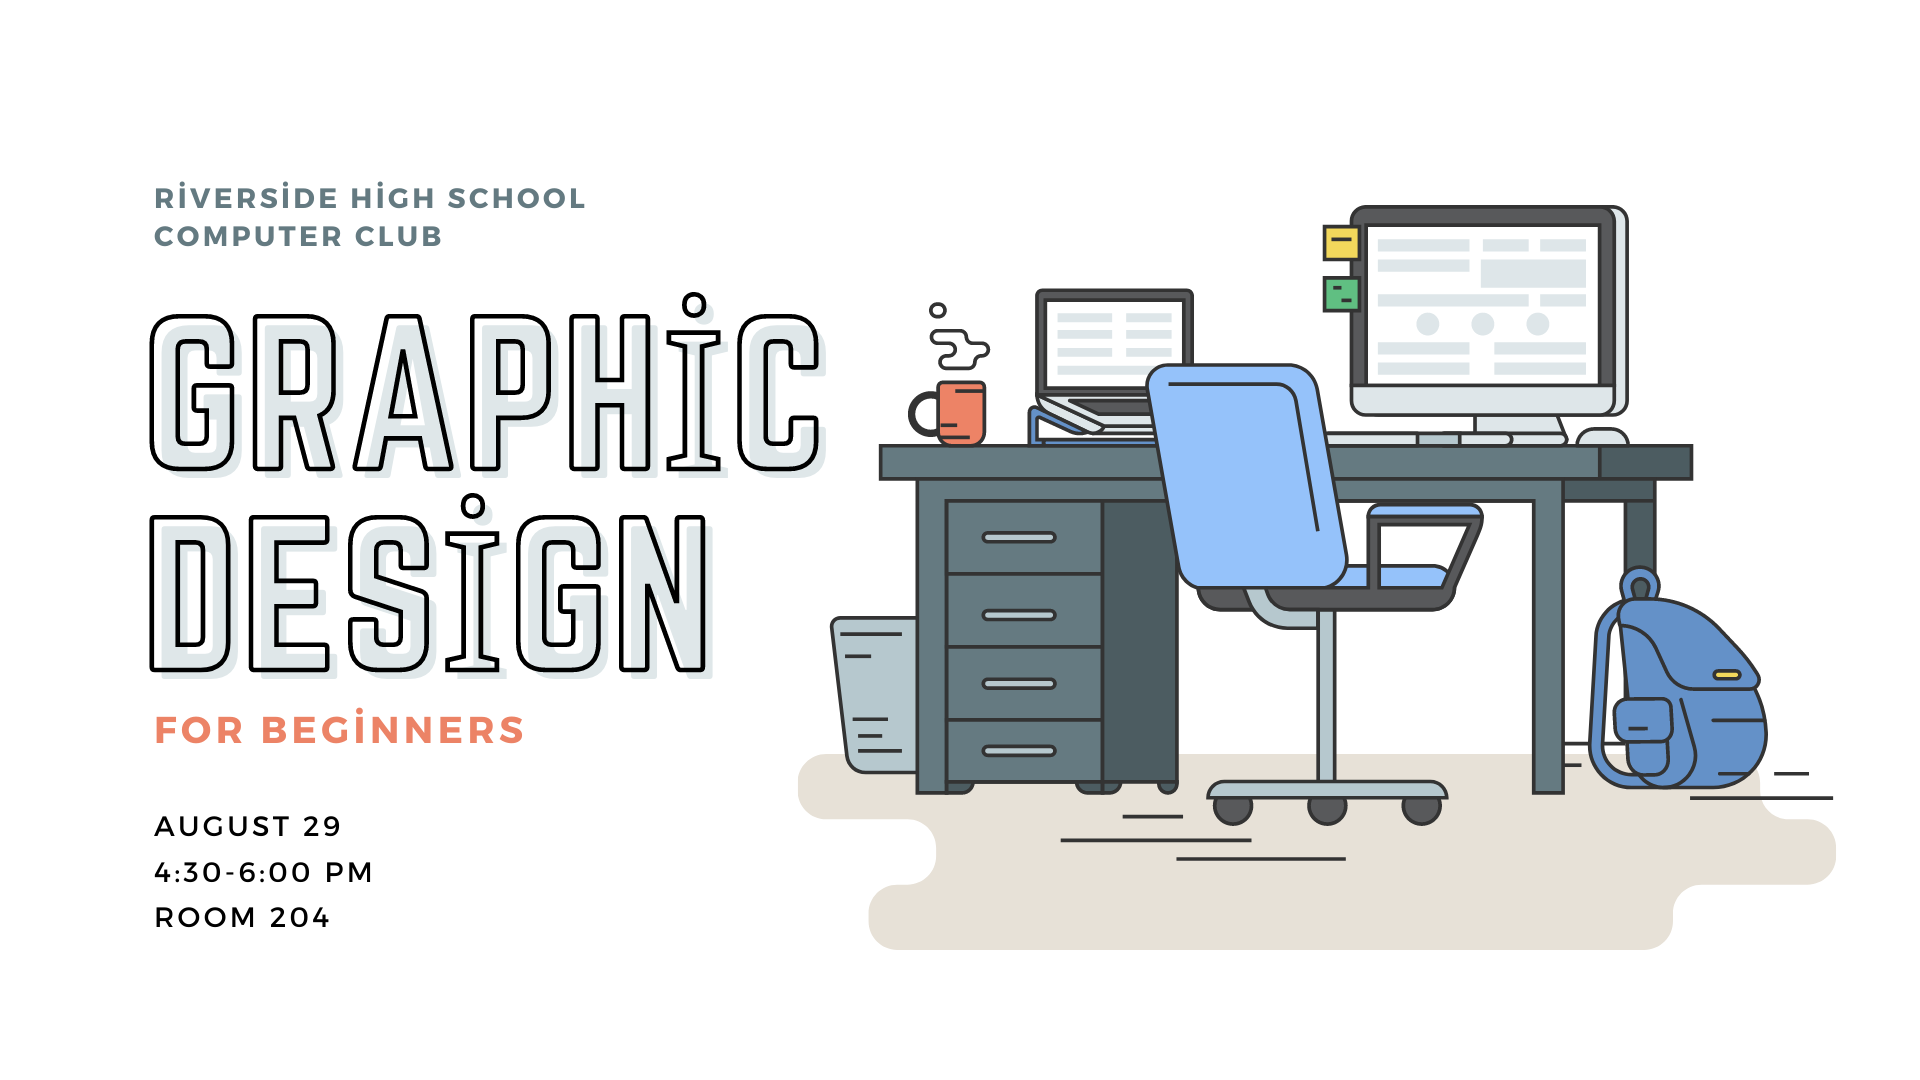 RİVERSİDE HİGH SCHOOL
COMPUTER CLUB
GRAPHİC
DESİGN
FOR BEGİNNERS
AUGUST 29
4:30-6:00 PM
ROOM 204